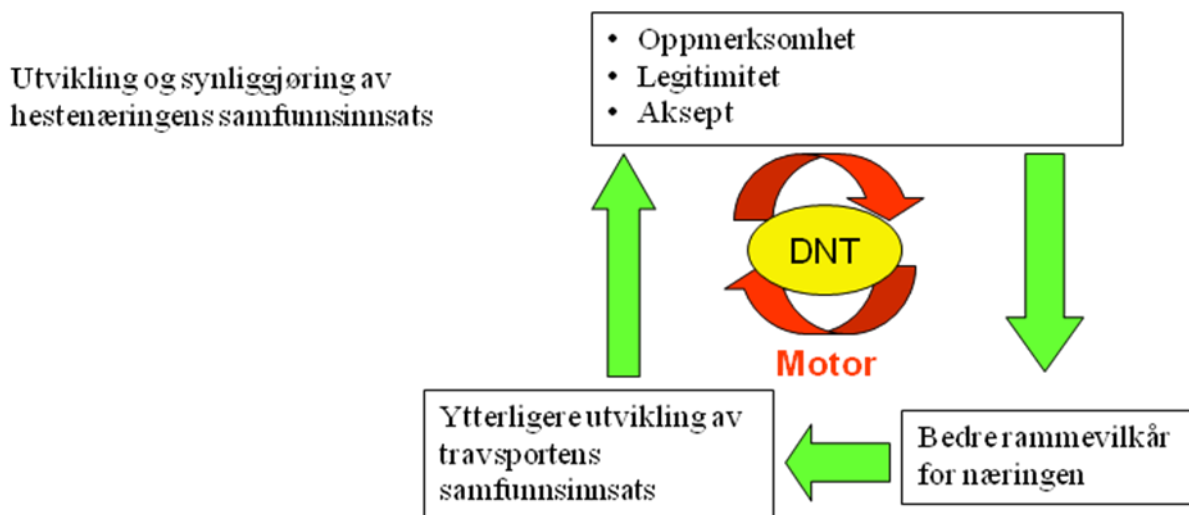 Utvikling og synliggjøring av
hestenæringens samfunnsinnsats
• Oppmerksomhet
• Legitimitet
• Aksept
DNT
Motor
Ytterligere utvikling av
travsportens
samfunnsinnsats
Bedre rammevilkår
for næringen